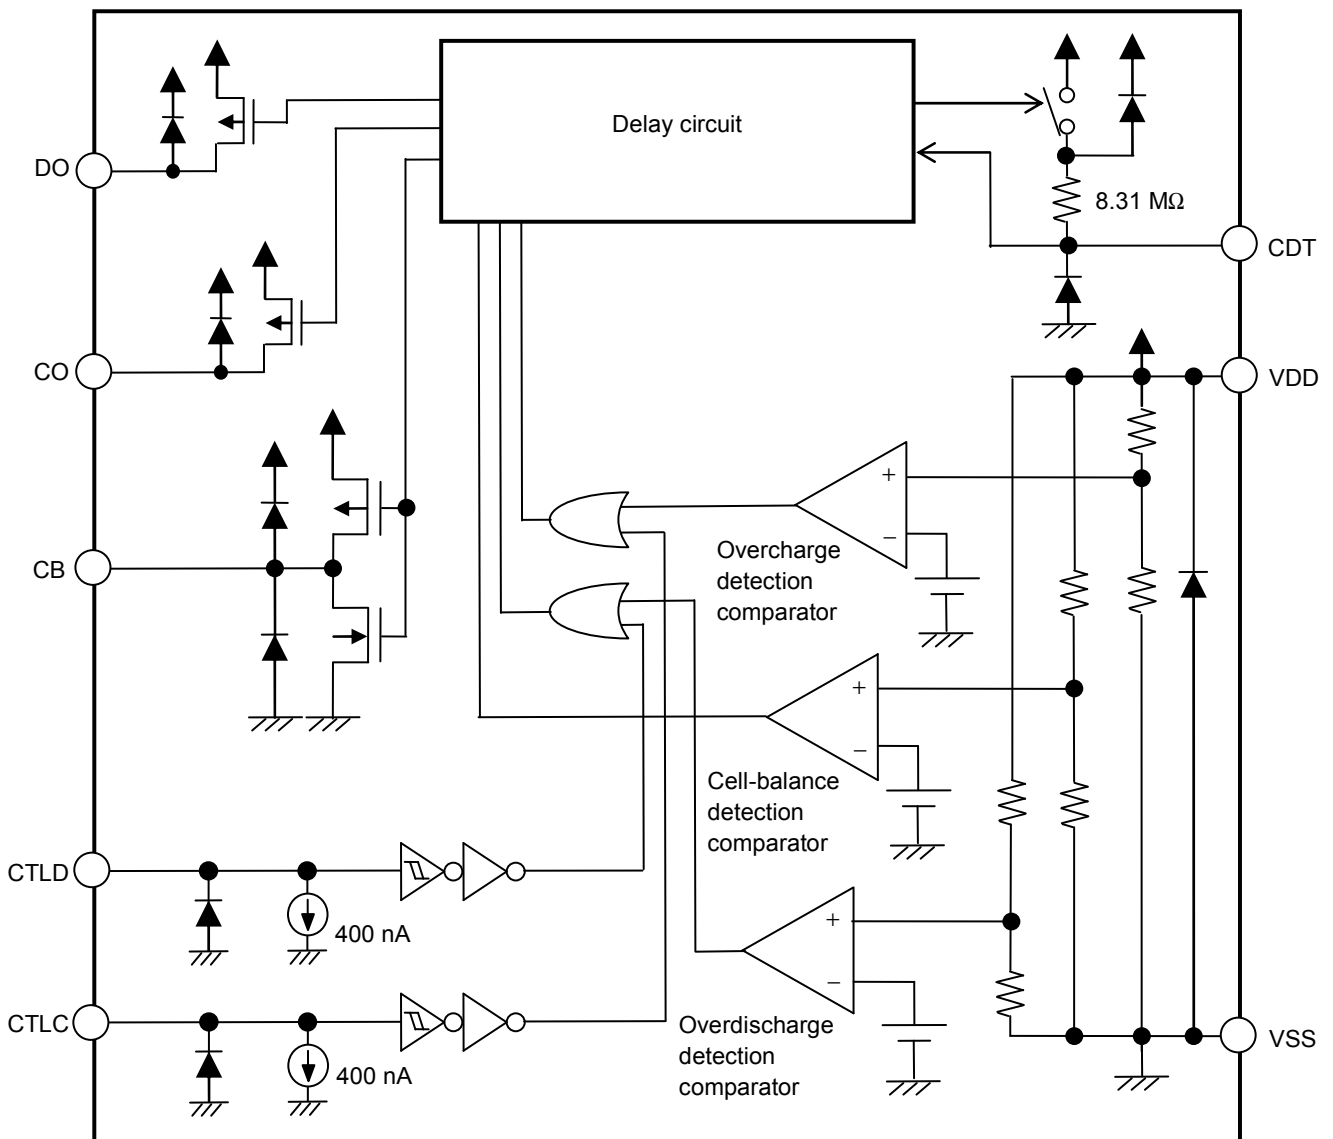 Delay circuit
DO
8.31 MΩ
CDT
CO
VDD
+
−
Overcharge
detection
comparator
CB
+
−
Cell-balance
detection
comparator
CTLD
400 nA
+
−
Overdischarge
detection
comparator
CTLC
400 nA
VSS